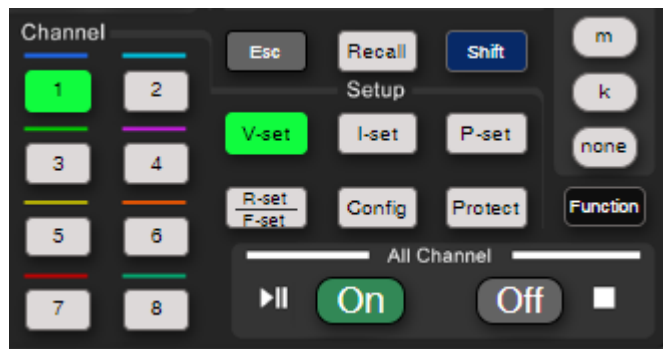 Channel
1
2
3
4
5
6
7
8
Esc
Recall
Shift
Setup
V-set
I-set
P-set
R-set
F-set
Config
Protect
m
k
none
Function
All Channel
On
Off